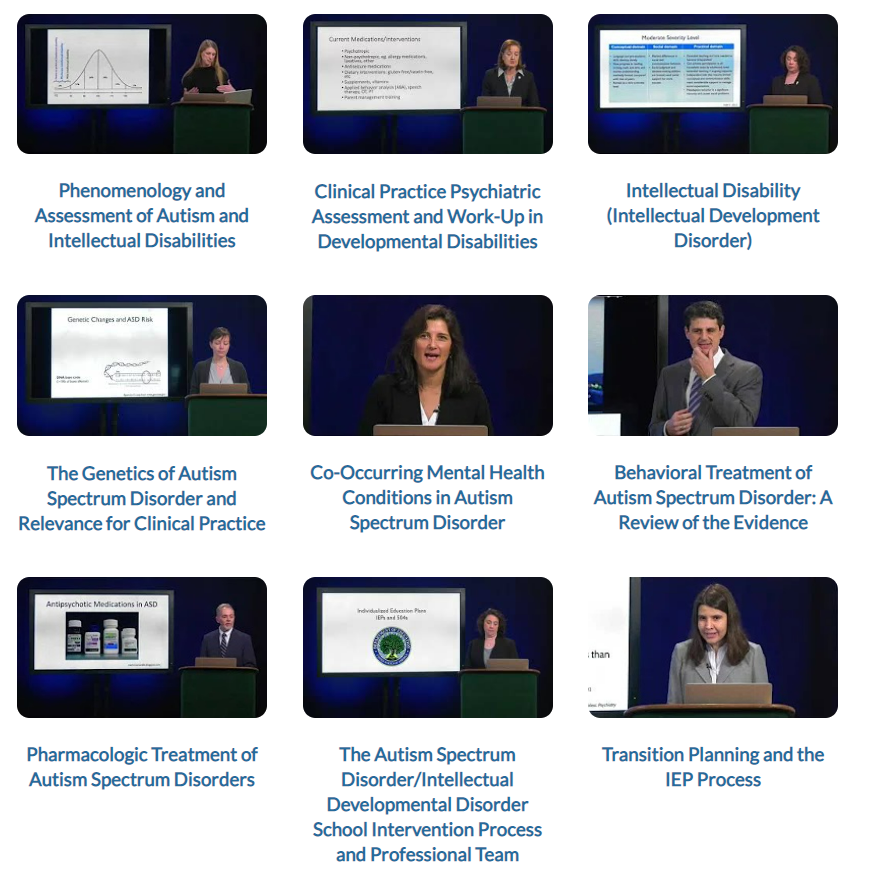 Current Medications/Interventions
• Psychotropic
• Non-psychotropic, eg, allergy medications,
laxatives, other
• Antiseizure medications
• Dietary interventions: gluten free/casein free,
• Supplements, vitamins
• Applied behavior analysis (ABA), speech
therapy, OT, PT
• Parent management training
Moderate Severity Level
Conceptual domain
Social domain
Practical domain
Phenomenology and
Assessment of Autism and
Intellectual Disabilities
Clinical Practice Psychiatric
Assessment and Work-Up in
Developmental Disabilities
Intellectual Disability
(Intellectual Development
Disorder)
Genetic Changes and ASD Risk
The Genetics of Autism
Spectrum Disorder and
Relevance for Clinical Practice
Co-Occurring Mental Health
Conditions in Autism
Spectrum Disorder
Behavioral Treatment of
Autism Spectrum Disorder: A
Review of the Evidence
Antipsychotic Medications in ASD
Individualized Education Plans
IEPs and 504s
s than
Pharmacologic Treatment of
Autism Spectrum Disorders
The Autism Spectrum
Disorder/Intellectual
Developmental Disorder
School Intervention Process
and Professional Team
Transition Planning and the
IEP Process